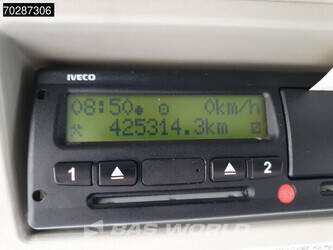 70287306
IVECO
08:50 0km/h
425314.3km
1 2
BAS WORLD